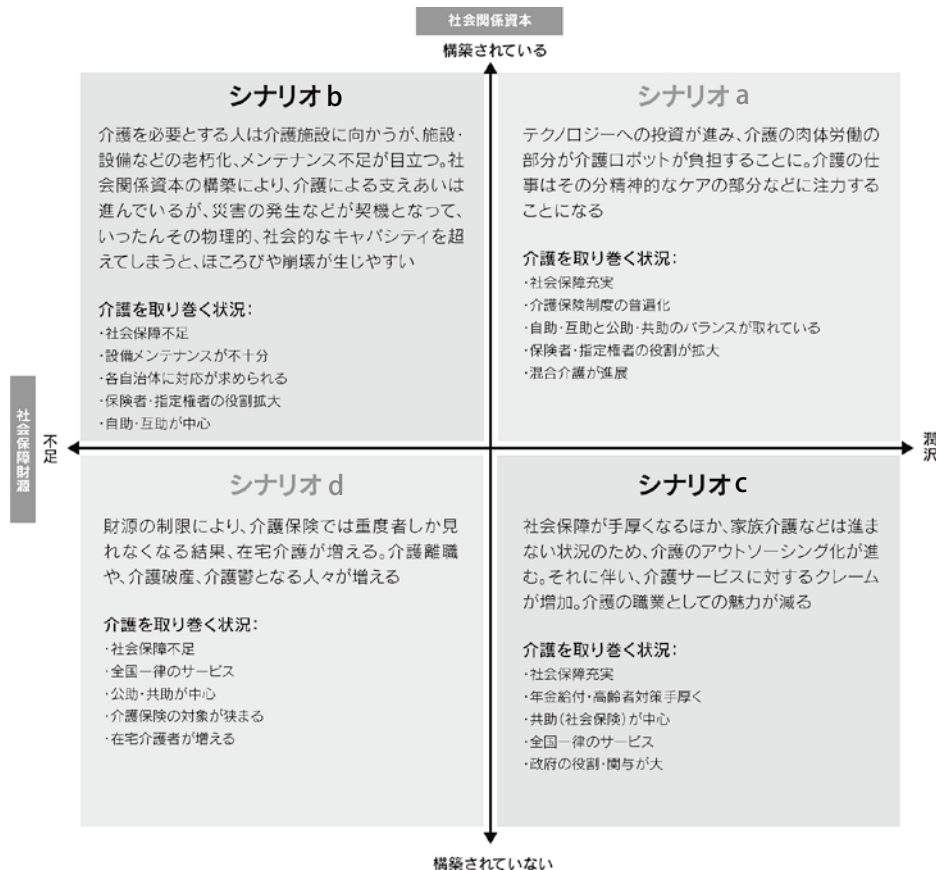 社会関係資本
構築されている
シナリオb
介護を必要とする人は介護施設に向かうが、施設・
設備などの老朽化、メンテナンス不足が目立つ。社
会関係資本の構築により、介護による支えあいは
進んでいるが、災害の発生などが契機となって、
いったんその物理的、社会的なキャパシティを超
えてしまうと、ほころびや崩壊が生じやすい
介護を取り巻く状況：
・社会保障不足
・設備メンテナンスが不十分
・各自治体に対応が求められる
・保険者・指定権者の役割拡大
・自助・互助が中心
シナリオa
テクノロジーへの投資が進み、介護の肉体労働の
部分が介護ロボットが負担することに。介護の仕
事はその分精神的なケアの部分などに注力する
ことになる
介護を取り巻く状況：
・社会保障充実
・介護保険制度の普遍化
・自助・互助と公助・共助のバランスが取れている
・保険者・指定権者の役割が拡大
・混合介護が進展
社会保障財源
不足
潤沢
シナリオd
財源の制限により、介護保険では重度者しか見
れなくなる結果、在宅介護が増える。介護離職
や、介護破産、介護鬱となる人々が増える
介護を取り巻く状況：
・社会保障不足
・全国一律のサービス
・公助・共助が中心
・介護保険の対象が狭まる
・在宅介護者が増える
シナリオc
社会保障が手厚くなるほか、家族介護などは進ま
ない状況のため、介護のアウトソーシング化が進
む。それに伴い、介護サービスに対するクレーム
が増加。介護の職業としての魅力が減る
介護を取り巻く状況：
・社会保障充実
・年金給付・高齢者対策手厚く
・共助（社会保険）が中心
・全国一律のサービス
・政府の役割・関与が大
構築されていない